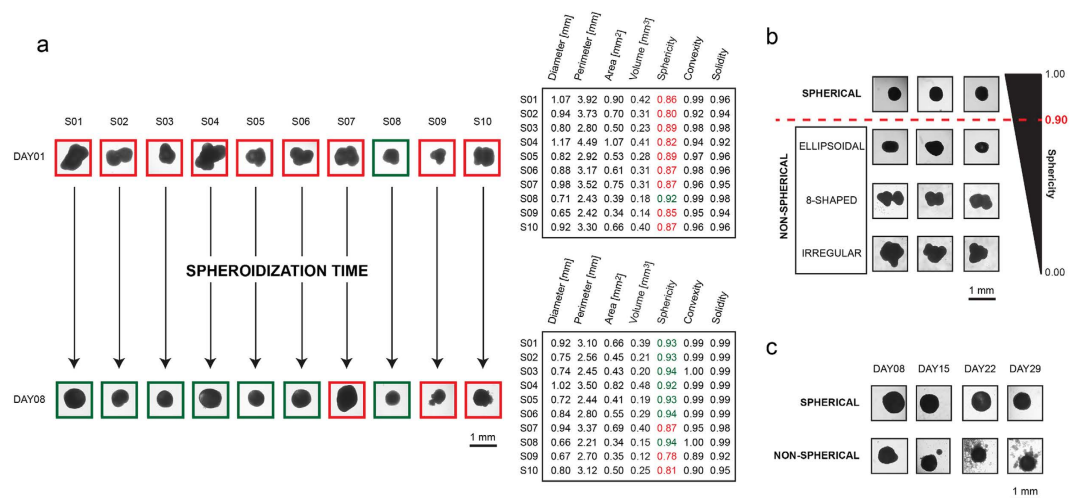 a
S01 S02 S03 S04 S05 S06 S07 S08 S09 S10
DAY01
SPHEROIDIZATION TIME
DAY08
1 mm
Diameter [mm] Perimeter [mm] Area [mm²] Volume [mm³] Sphericity Convexity Solidity
S01 1.07 3.92 0.90 0.42 0.86 0.99 0.96
S02 0.94 3.73 0.70 0.31 0.80 0.92 0.94
S03 0.80 2.80 0.50 0.23 0.89 0.98 0.98
S04 1.17 4.49 1.07 0.41 0.82 0.94 0.92
S05 0.82 2.92 0.53 0.28 0.89 0.97 0.96
S06 0.88 3.17 0.61 0.31 0.87 0.98 0.96
S07 0.98 3.52 0.75 0.31 0.87 0.96 0.95
S08 0.71 2.43 0.39 0.18 0.92 0.99 0.98
S09 0.65 2.42 0.34 0.14 0.85 0.95 0.94
S10 0.92 3.30 0.66 0.40 0.87 0.96 0.96
Diameter [mm] Perimeter [mm] Area [mm²] Volume [mm³] Sphericity Convexity Solidity
S01 0.92 3.10 0.66 0.39 0.93 0.99 0.99
S02 0.75 2.56 0.45 0.21 0.93 0.99 0.99
S03 0.74 2.45 0.43 0.20 0.94 1.00 0.99
S04 1.02 3.50 0.82 0.48 0.92 0.99 0.99
S05 0.72 2.44 0.41 0.19 0.93 0.99 0.99
S06 0.84 2.80 0.55 0.29 0.94 0.99 0.99
S07 0.94 3.37 0.69 0.40 0.87 0.95 0.98
S08 0.66 2.21 0.34 0.15 0.94 1.00 0.99
S09 0.67 2.70 0.35 0.12 0.78 0.89 0.92
S10 0.80 3.12 0.50 0.25 0.81 0.90 0.95
b
SPHERICAL
1.00
0.90
NON-SPHERICAL
ELLIPSOIDAL
8-SHAPED
IRREGULAR
Sphericity
0.00
1 mm
c
DAY08 DAY15 DAY22 DAY29
SPHERICAL
NON-SPHERICAL
1 mm